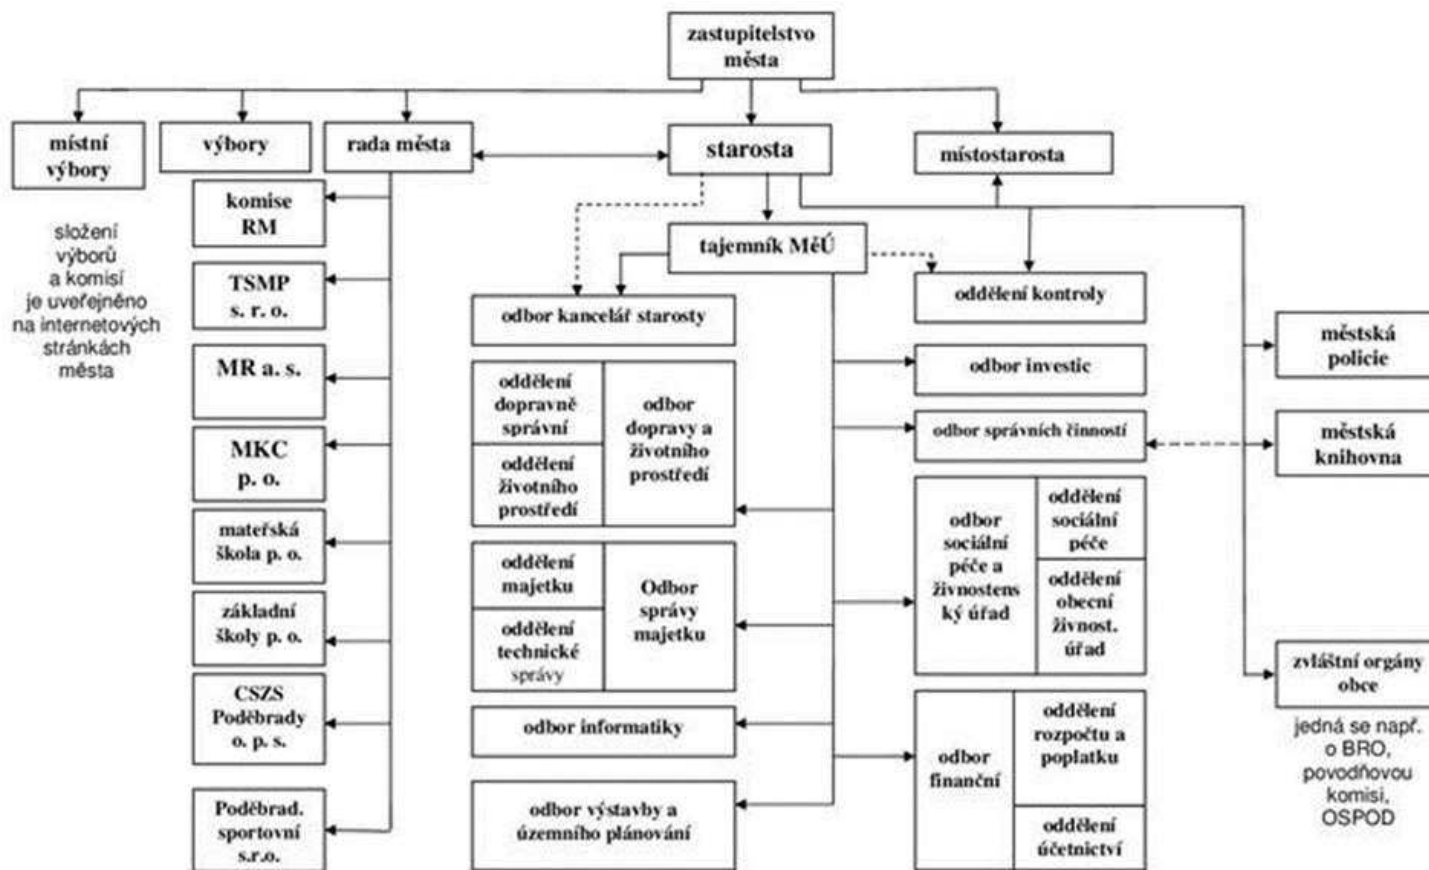 zastupitelstvo
města
místní
výbory
výbory
rada města
starosta
místostarosta
složení
výborů
a komisí
je uveřejněno
na internetových
stránkách
města
komise
RM
TSMP
s. r. o.
MR a. s.
MKC
p. o.
mateřská
škola p. o.
základní
školy p. o.
CSZS
Poděbrady
o. p. s.
Poděbrad.
sportovní
s.r.o.
tajemník MěÚ
odbor kancelář starosty
oddělení
dopravně
správní
oddělení
životního
prostředí
odbor
dopravy a
životního
prostředí
oddělení
majetku
oddělení
technické
správy
Odbor
správy
majetku
odbor informatiky
odbor výstavby a
územního plánování
oddělení kontroly
odbor investic
odbor správních činností
odbor
sociální
péče a
živnostens
ký úřad
oddělení
sociální
péče
oddělení
obecní
živnost.
úřad
odbor
finanční
oddělení
rozpočtu a
poplatku
oddělení
účetnictví
městská
policie
městská
knihovna
zvláštní orgány
obce
jedná se např.
o BRO,
povodňovou
komisi,
OSPOD